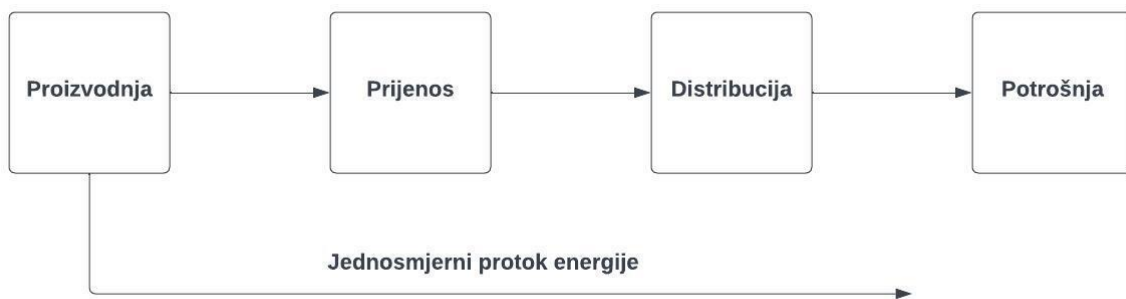 Proizvodnja
Prijenos
Distribucija
Potrošnja
Jednosmjerni protok energije